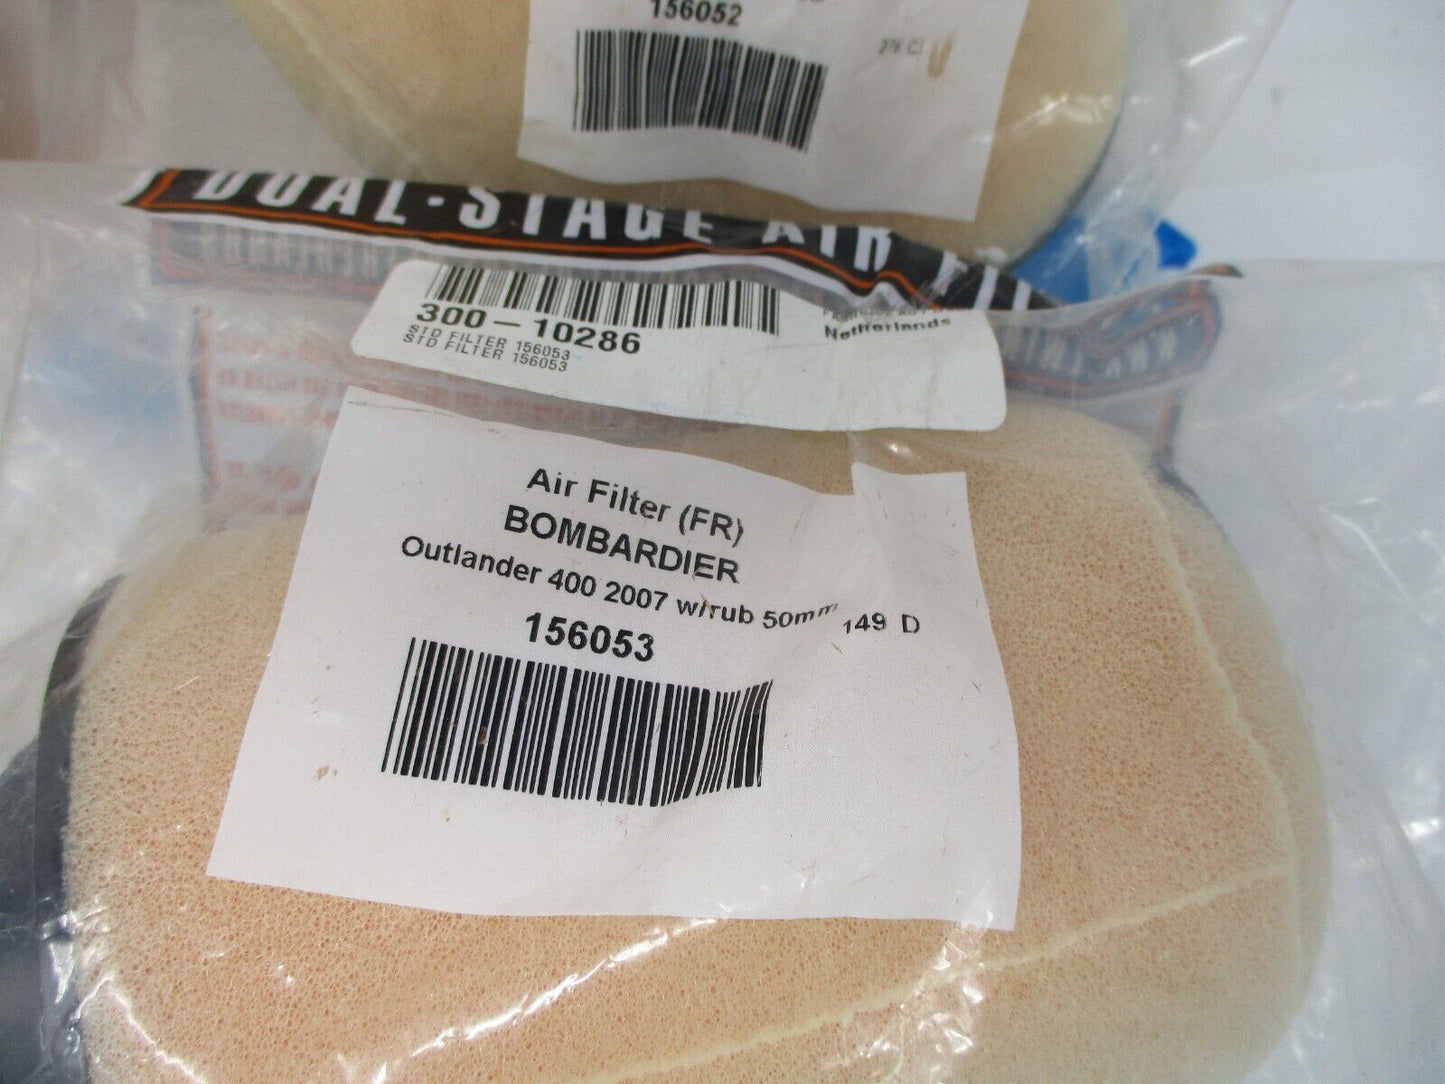 156052
DUAL-STAGE AIR
300-10286
STD FILTER 156053
STD FILTER 156053
Netherlands
Air Filter (FR)
BOMBARDIER
Outlander 400 2007 w/rub 50mm 149 D
156053